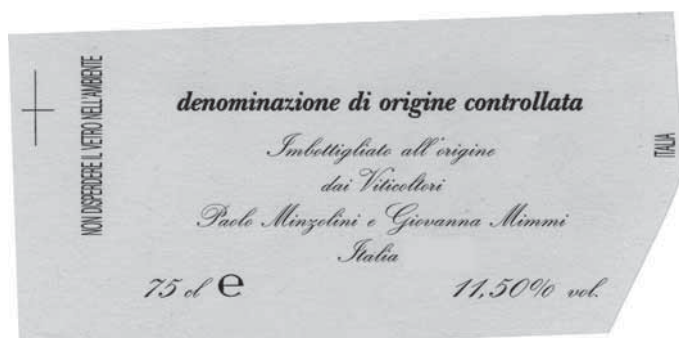 NON DISPERDERE IL VETRO NELL'AMBIENTE
denominazione di origine controllata
Imbottigliato all'origine
dai Viticoltori
Paolo Minzolini e Giovanna Mimmi
Italia
75 cl e
11,50% vol.
ITALIA